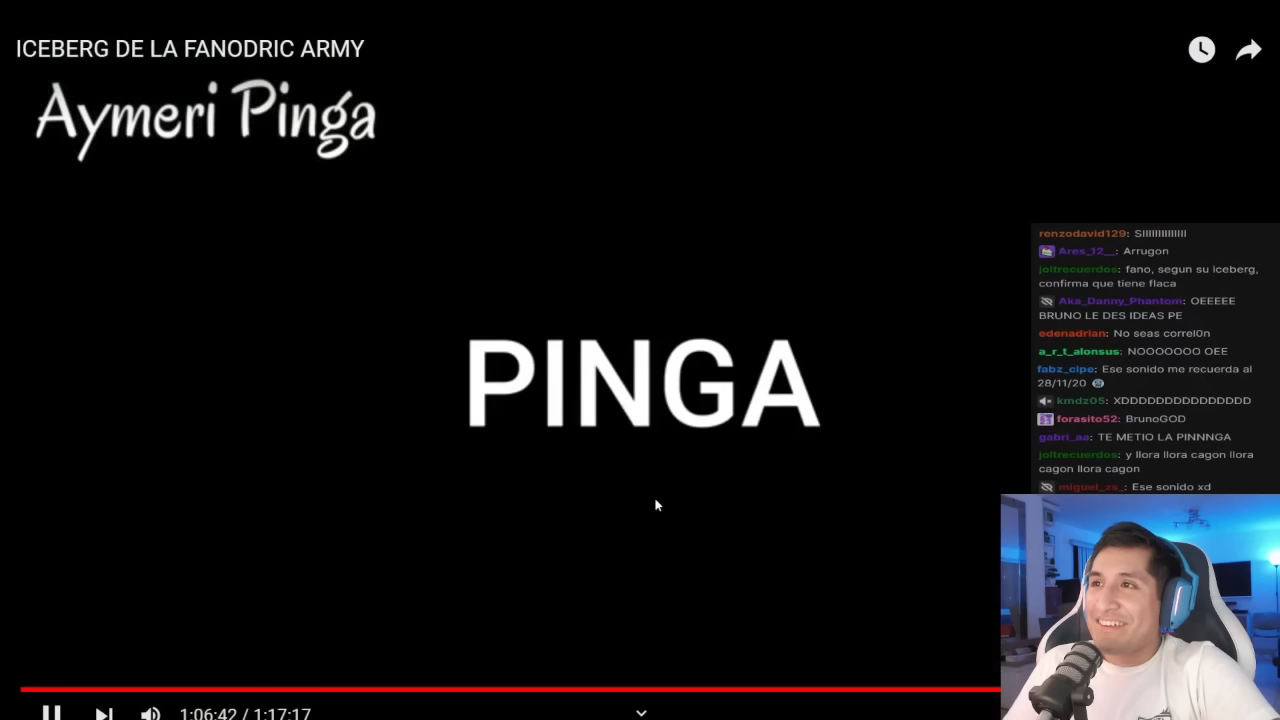 ICEBERG DE LA FANODRIC ARMY
Aymeri Pinga
PINGA
renzodavid129: SIIIIIIIIIIIIII
Ares_12__: Arrugon
joltrecuerdos: fano, segun su iceberg,
confirma que tiene flaca
Aka_Danny_Phantom: OEEEEE
BRUNO LE DES IDEAS PE
edenadrian: No seas correl0n
a_r_t_alonsus: NOOOOOOO OEE
fabz_clpe: Ese sonido me recuerda al
28/11/20
kmdz05: XDDDDDDDDDDDDDDD
forasito52: BrunoGOD
gabri_aa: TE METIO LA PINNNGA
joltrecuerdos: y llora llora cagon llora
cagon llora cagon
miguel_zs_: Ese sonido xd
1:06:42 / 1:17:17